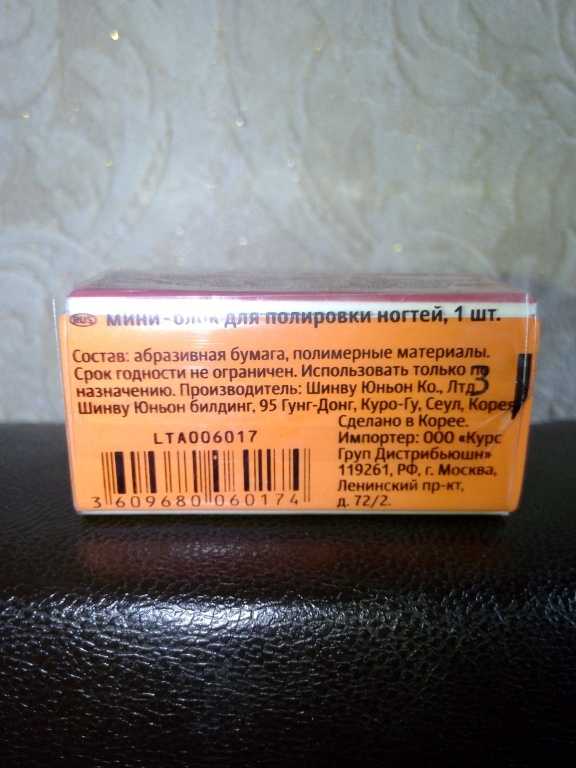 RUS мини-блок для полировки ногтей, 1 шт.
Состав: абразивная бумага, полимерные материалы.
Срок годности не ограничен. Использовать только по
назначению. Производитель: Шинву Юньон Ко., Лтд
3
Шинву Юньон билдинг, 95 Гунг-Донг, Куро-Гу, Сеул, Корея
Сделано в Корее.
LTA006017
Импортер: ООО «Курс
Груп Дистрибьюшн»
119261, РФ, г. Москва,
Ленинский пр-кт,
д. 72/2.
3 609680 060174